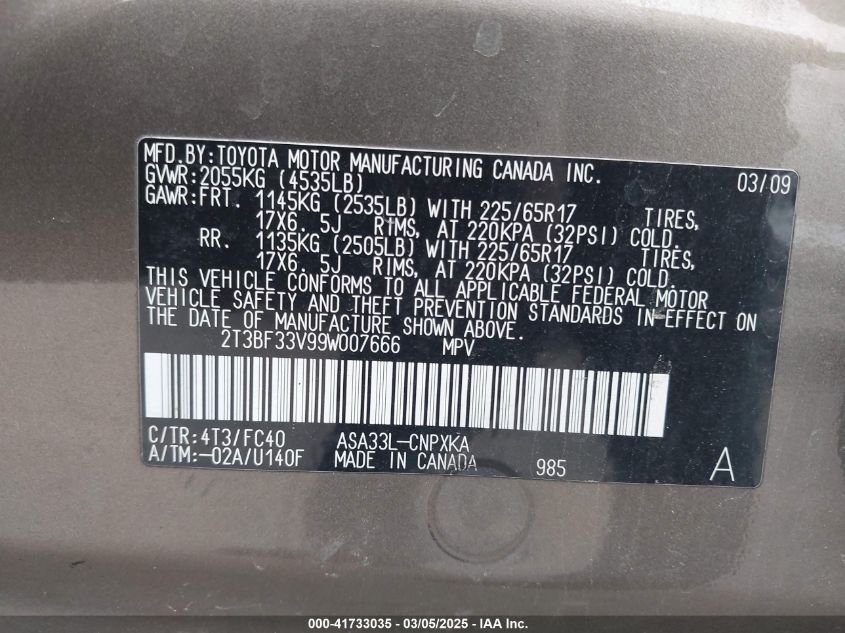 MFD.BY:TOYOTA MOTOR MANUFACTURING CANADA INC. 03/09
GVWR:2055KG (4535LB)
GAWR:FRT. 1145KG (2535LB) WITH 225/65R17 TIRES,
17X6. 5J RIMS, AT 220KPA (32PSI) COLD.
RR. 1135KG (2505LB) WITH 225/65R17 TIRES,
17X6. 5J RIMS, AT 220KPA (32PSI) COLD.
THIS VEHICLE CONFORMS TO ALL APPLICABLE FEDERAL MOTOR
VEHICLE SAFETY AND THEFT PREVENTION STANDARDS IN EFFECT ON
THE DATE OF MANUFACTURE SHOWN ABOVE.
2T3BF33V99W007666 MPV
C/TR:4T3/FC40 ASA33L-CNPXKA
A/TM:-02A/U140F MADE IN CANADA 985 A
000-41733035 - 03/05/2025 - IAA Inc.